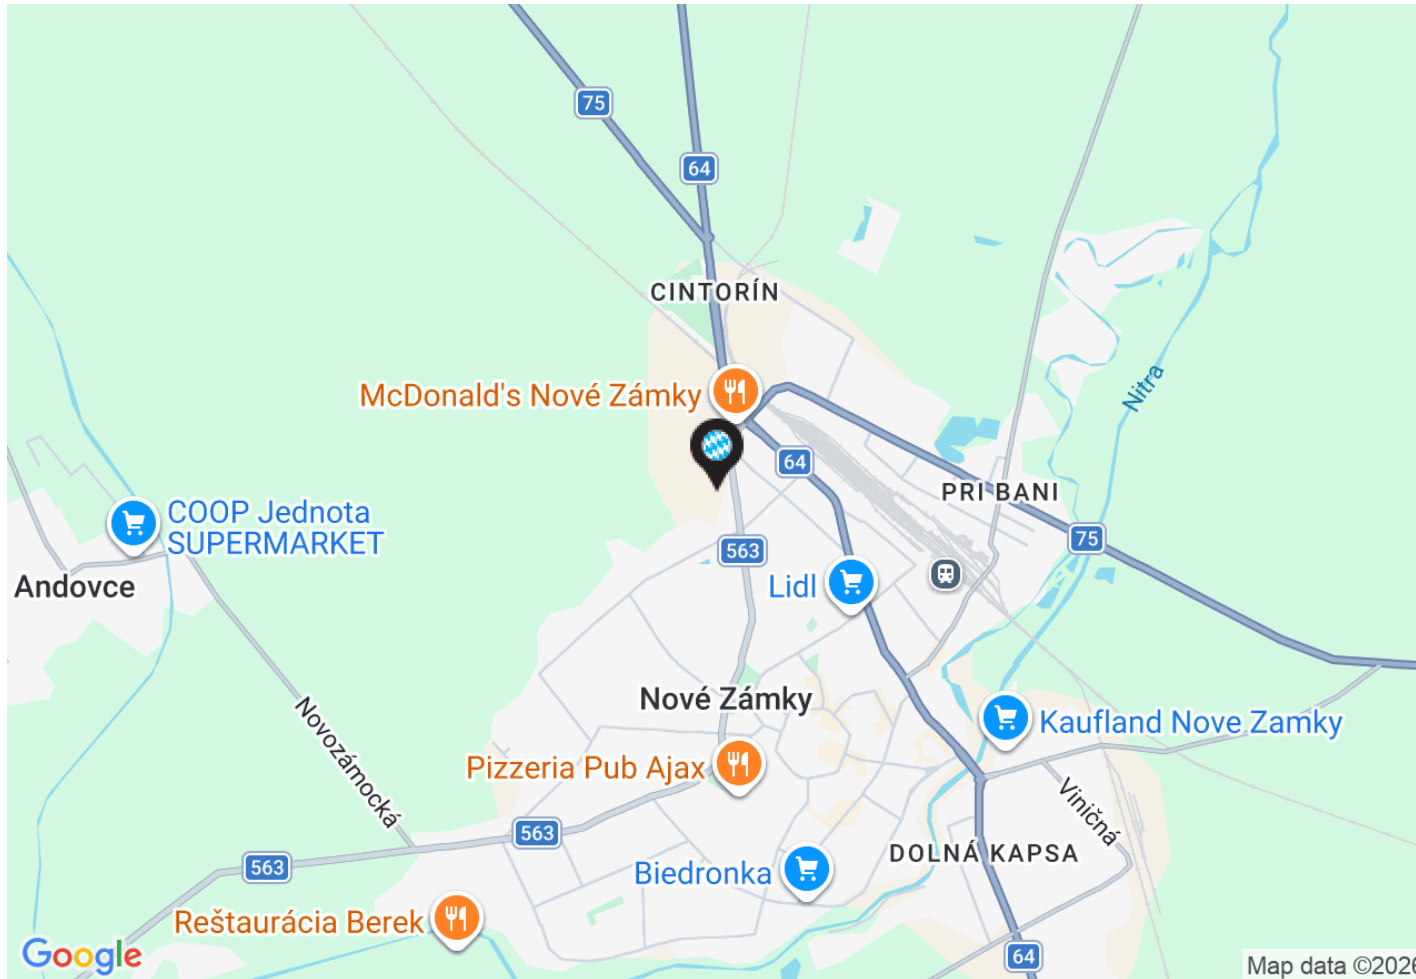 75
64
CINTORÍN
McDonald's Nové Zámky
Nitra
64
PRI BANI
COOP Jednota
SUPERMARKET
563
75
Andovce
Lidl
Nové Zámky
Novozámocká
Kaufland Nove Zamky
Pizzeria Pub Ajax
Viničná
563
563
DOLNÁ KAPSA
Biedronka
Reštaurácia Berek
Google
64
Map data ©2026